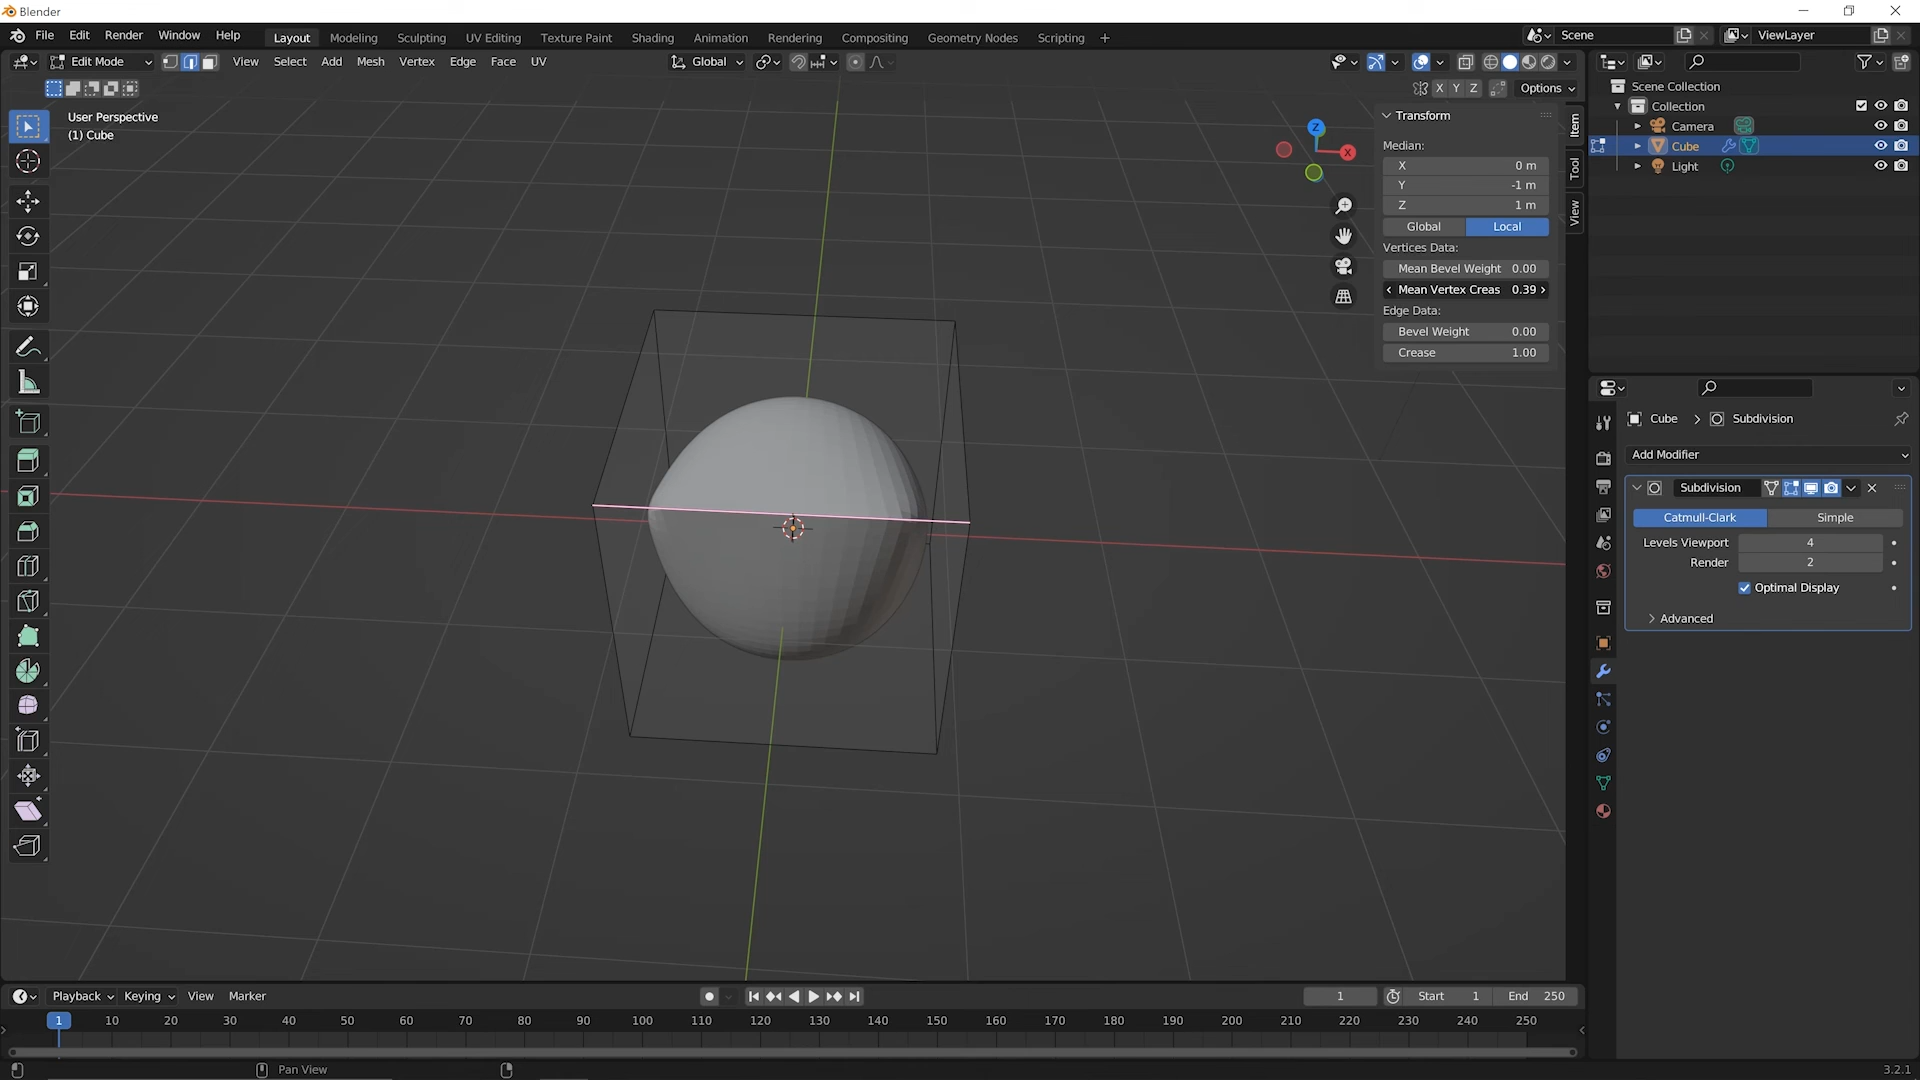 Blender
File Edit Render Window Help
Layout Modeling Sculpting UV Editing Texture Paint Shading Animation Rendering Compositing Geometry Nodes Scripting +
Scene
ViewLayer
Edit Mode
View Select Add Mesh Vertex Edge Face UV
Global
X Y Z
Options
User Perspective
(1) Cube
Z
X
Transform
Median:
X 0 m
Y -1 m
Z 1 m
Global Local
Vertices Data:
Mean Bevel Weight 0.00
Mean Vertex Creas 0.39
Edge Data:
Bevel Weight 0.00
Crease 1.00
Item
Tool
View
Scene Collection
Collection
Camera
Cube
Light
Cube > Subdivision
Add Modifier
Subdivision
Catmull-Clark Simple
Levels Viewport 4
Render 2
Optimal Display
Advanced
Playback Keying View Marker
1
Start 1
End 250
1 10 20 30 40 50 60 70 80 90 100 110 120 130 140 150 160 170 180 190 200 210 220 230 240 250
Pan View
3.2.1